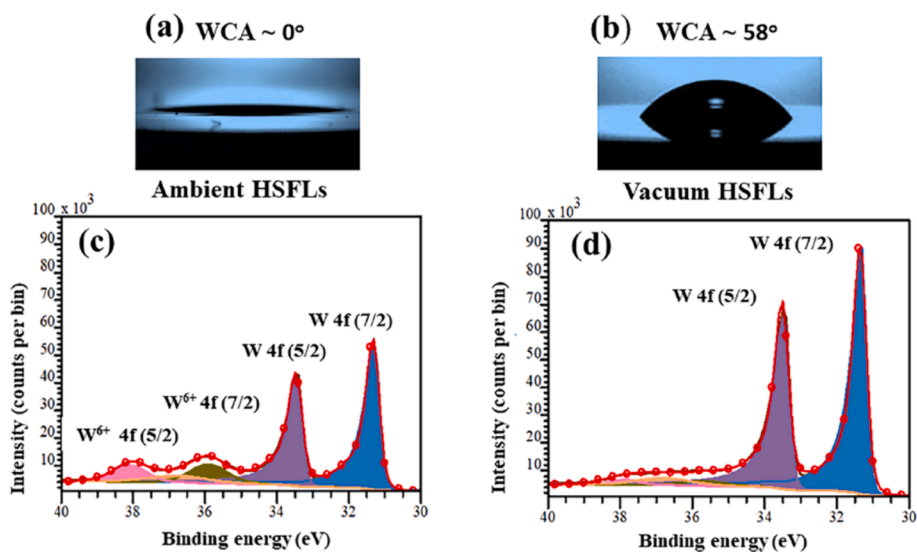 (a) WCA ~ 0°
(b) WCA ~ 58°
Ambient HSFLs
Vacuum HSFLs
100 x 10³
90
80
70
60
50
40
30
20
10
Intensity (counts per bin)
(c)
W⁶⁺ 4f (5/2)
W⁶⁺ 4f (7/2)
W 4f (5/2)
W 4f (7/2)
40 38 36 34 32 30
Binding energy (eV)
100 x 10³
90
80
70
60
50
40
30
20
10
Intensity (counts per bin)
(d)
W 4f (5/2)
W 4f (7/2)
40 38 36 34 32 30
Binding energy (eV)